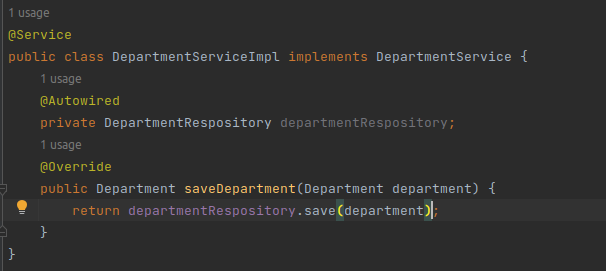 1 usage
@Service
public class DepartmentServiceImpl implements DepartmentService {
1 usage
@Autowired
private DepartmentRespository departmentRespository;
1 usage
@Override
public Department saveDepartment(Department department) {
return departmentRespository.save(department);
}
}